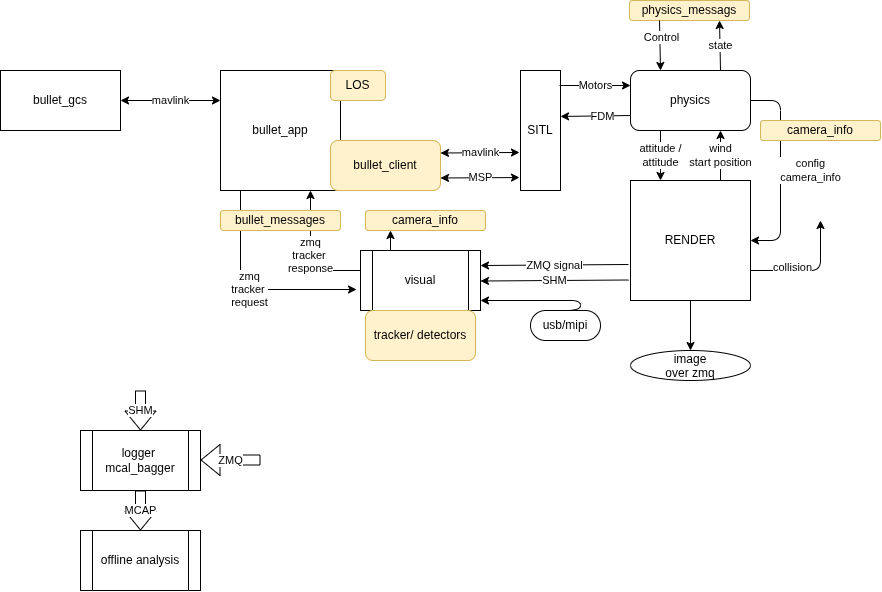 physics_messags
Control
state
bullet_gcs
mavlink
bullet_app
LOS
bullet_client
mavlink
MSP
SITL
Motors
FDM
physics
camera_info
attitude /
attitude
wind
start position
config
camera_info
bullet_messages
zmq
tracker
response
zmq
tracker
request
camera_info
visual
tracker/ detectors
ZMQ signal
SHM
usb/mipi
RENDER
collision
image
over zmq
SHM
logger
mcal_bagger
ZMQ
MCAP
offline analysis